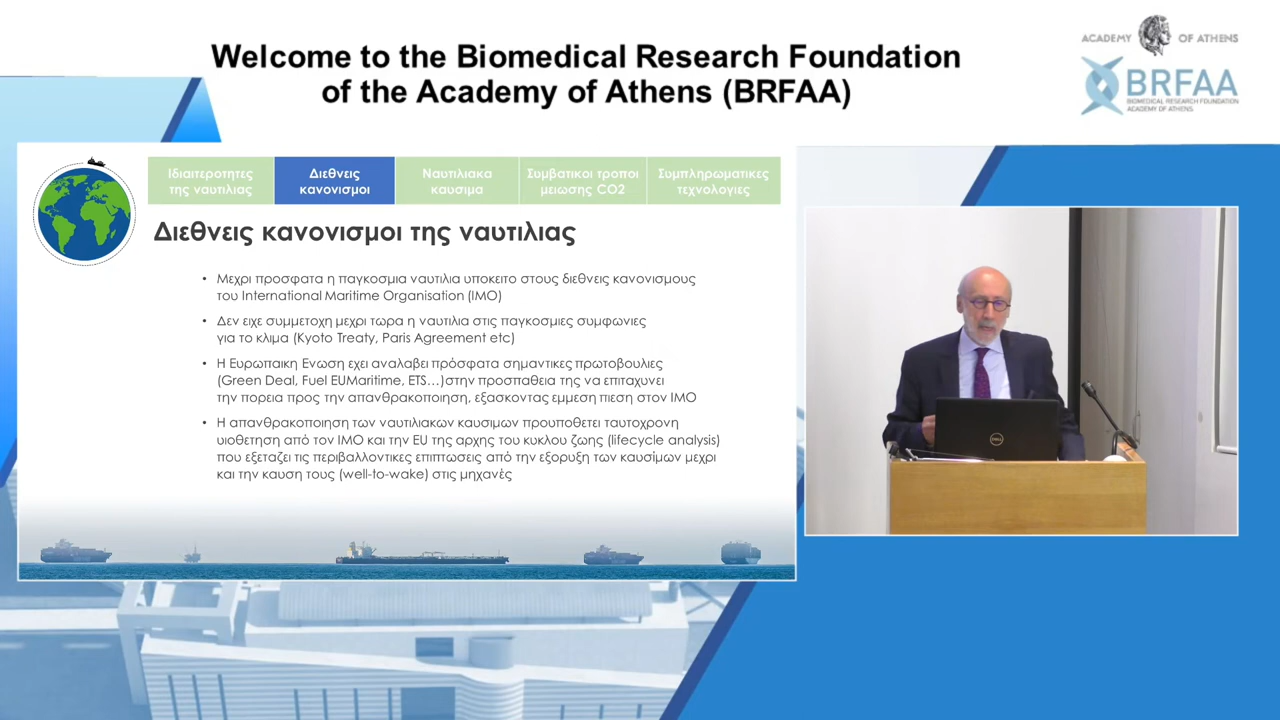 Welcome to the Biomedical Research Foundation
of the Academy of Athens (BRFAA)
ACADEMY OF ATHENS
BRFAA
BIOMEDICAL RESEARCH FOUNDATION
ACADEMY OF ATHENS
Ιδιαιτεροτητες
της ναυτιλιας
Διεθνεις
κανονισμοι
Ναυτιλιακα
καυσιμα
Συμβατικοι τροποι
μειωσης CO2
Συμπληρωματικες
τεχνολογιες
Διεθνεις κανονισμοι της ναυτιλιας
• Μεχρι προσφατα η παγκοσμια ναυτιλια υποκειτο στους διεθνεις κανονισμους
του International Maritime Organisation (IMO)
• Δεν ειχε συμμετοχη μεχρι τωρα η ναυτιλια στις παγκοσμιες συμφωνιες
για το κλιμα (Kyoto Treaty, Paris Agreement etc)
• Η Ευρωπαικη Ενωση εχει αναλαβει πρόσφατα σημαντικες πρωτοβουλιες
(Green Deal, Fuel EUMaritime, ETS...)στην προσπαθεια της να επιταχυνει
την πορεια προς την απανθρακοποιηση, εξασκοντας εμμεση πιεση στον IMO
• Η απανθρακοποιηση των ναυτιλιακων καυσιμων προυποθετει ταυτοχρονη
υιοθετηση από τον IMO και την EU της αρχης του κυκλου ζωης (lifecycle analysis)
που εξεταζει τις περιβαλλοντικες επιπτωσεις από την εξορυξη των καυσίμων μεχρι
και την καυση τους (well-to-wake) στις μηχανές
DELL